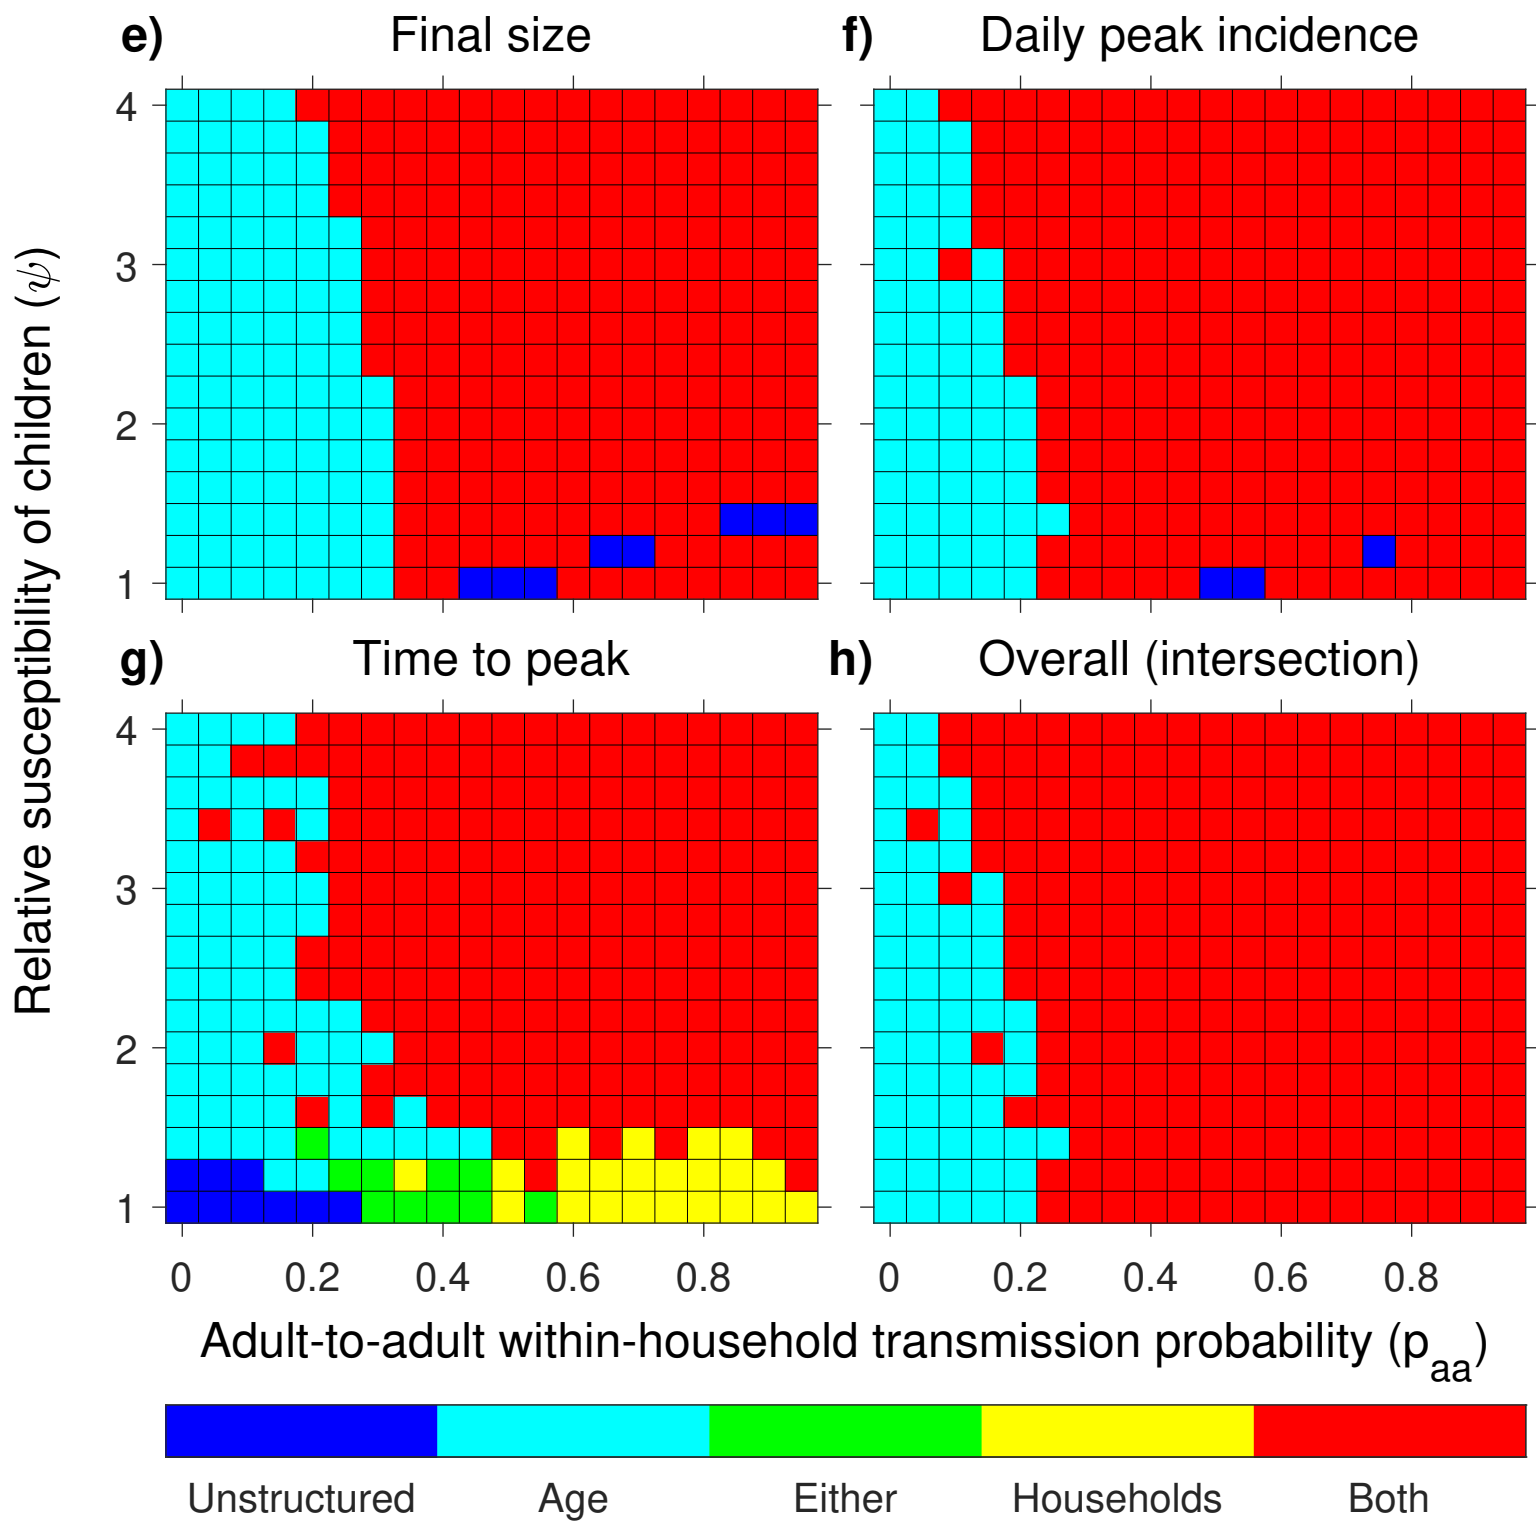 e) Final size
f) Daily peak incidence
4
3
2
1
Relative susceptibility of children (ψ)
g) Time to peak
h) Overall (intersection)
4
3
2
1
0 0.2 0.4 0.6 0.8
0 0.2 0.4 0.6 0.8
Adult-to-adult within-household transmission probability (p_aa)
Unstructured Age Either Households Both